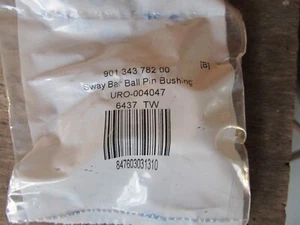 901 343 782 00
[B]
Sway Bar Ball Pin Bushing
URO-004047
6437 TW
847603031310